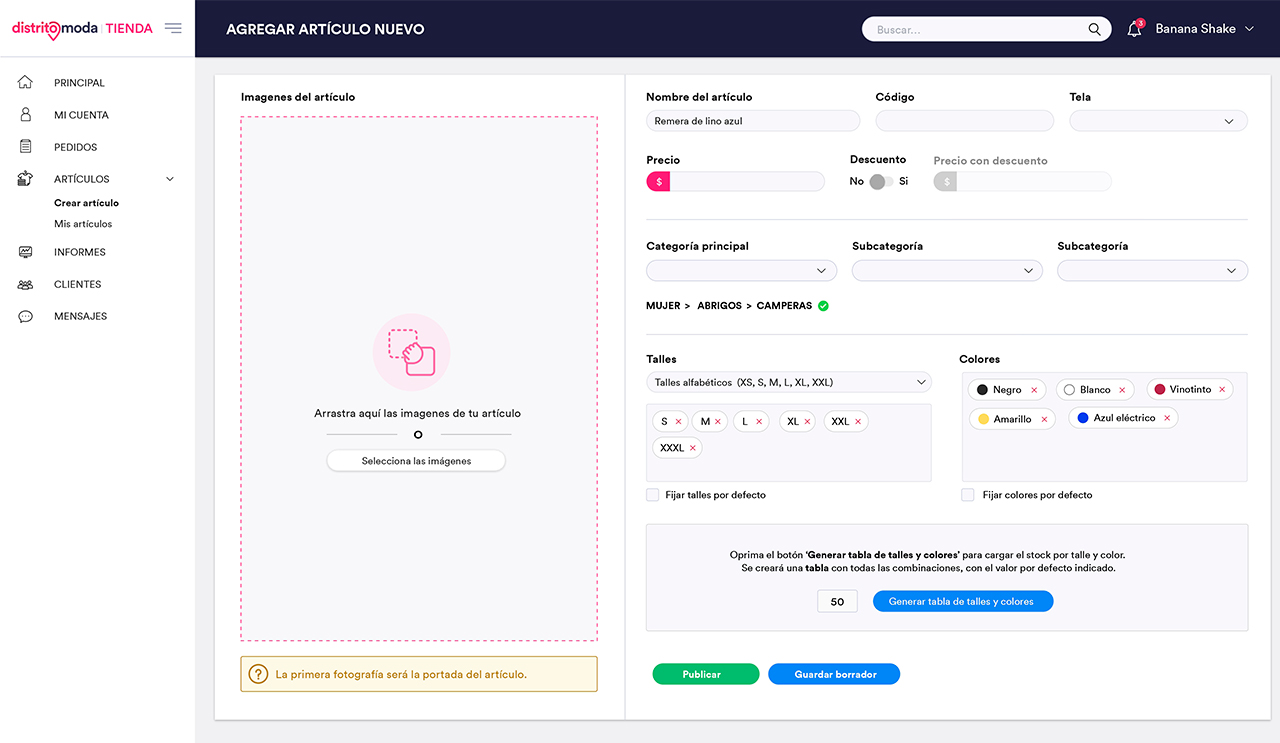 distritomoda TIENDA
AGREGAR ARTÍCULO NUEVO
Buscar...
3
Banana Shake
PRINCIPAL
MI CUENTA
PEDIDOS
ARTÍCULOS
Crear artículo
Mis artículos
INFORMES
CLIENTES
MENSAJES
Imagenes del artículo
Arrastra aquí las imagenes de tu artículo
O
Selecciona las imágenes
? La primera fotografía será la portada del artículo.
Nombre del artículo Código Tela
Remera de lino azul
Precio Descuento Precio con descuento
$ No Si $
Categoría principal Subcategoría Subcategoría
MUJER > ABRIGOS > CAMPERAS
Talles
Talles alfabéticos (XS, S, M, L, XL, XXL)
S × M × L × XL × XXL ×
XXXL ×
Fijar talles por defecto
Colores
Negro × Blanco × Vinotinto ×
Amarillo × Azul eléctrico ×
Fijar colores por defecto
Oprima el botón ‘Generar tabla de talles y colores’ para cargar el stock por talle y color.
Se creará una tabla con todas las combinaciones, con el valor por defecto indicado.
50 Generar tabla de talles y colores
Publicar Guardar borrador